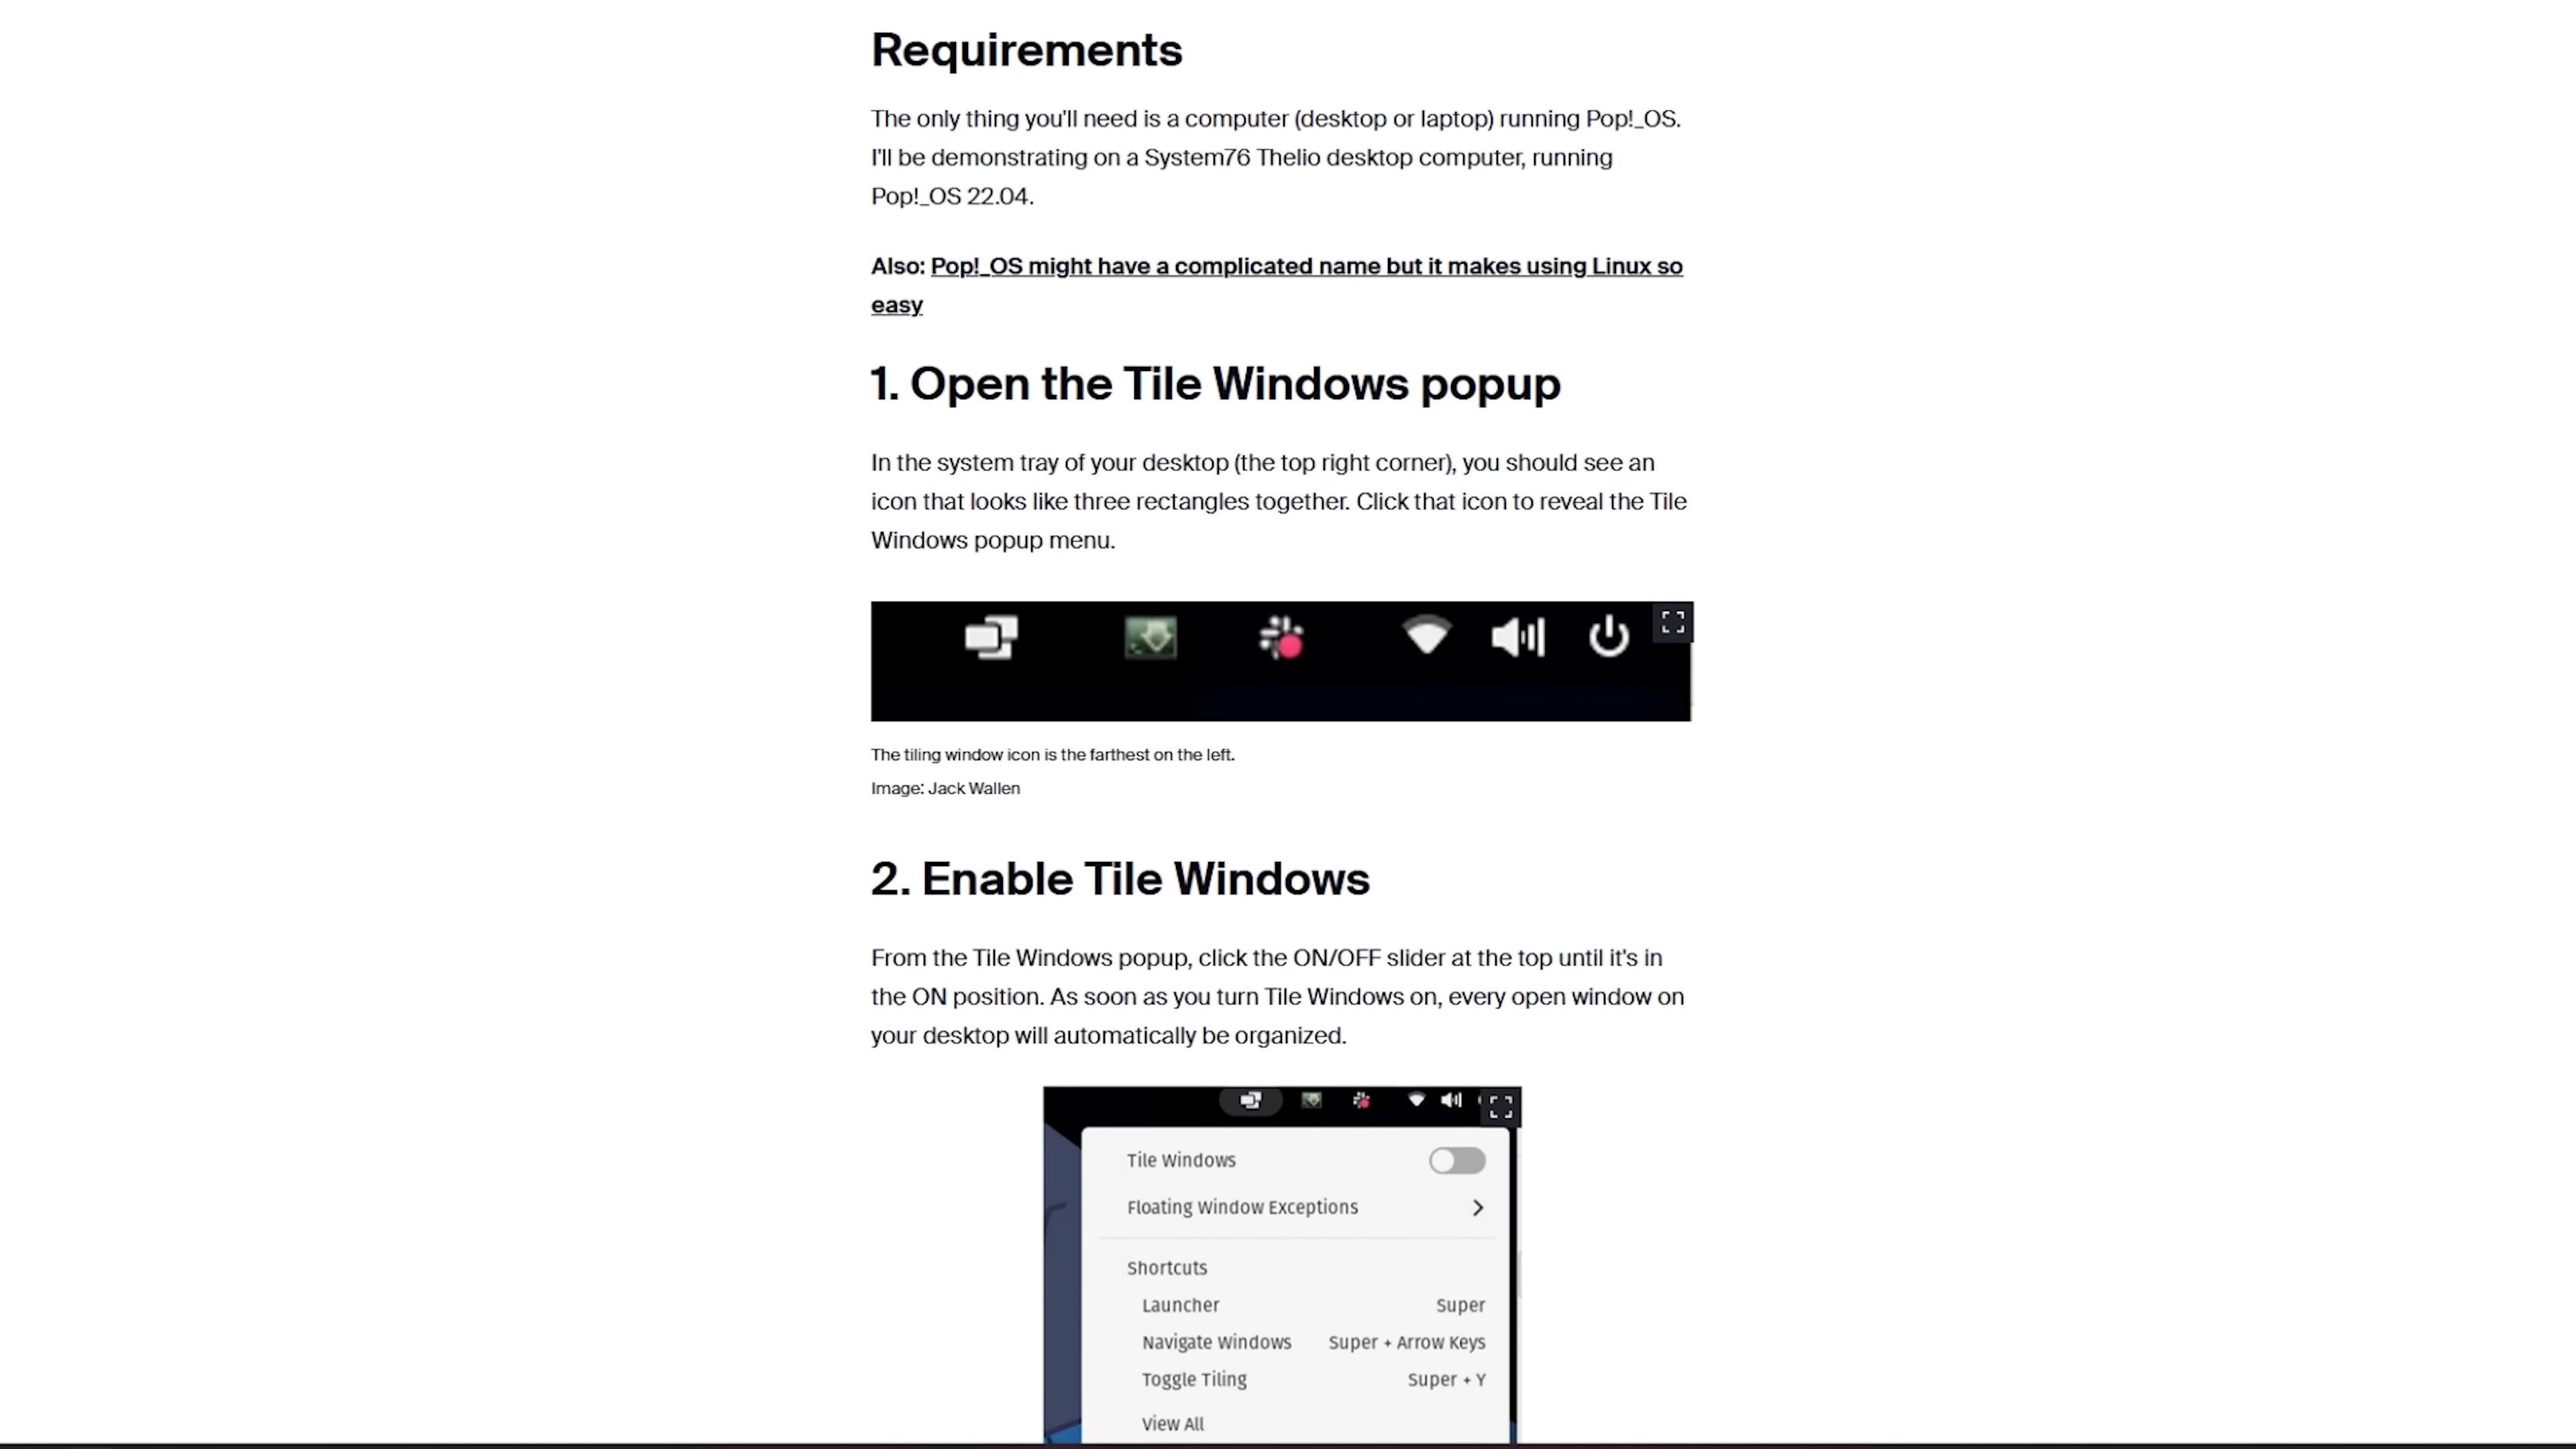 Requirements
The only thing you'll need is a computer (desktop or laptop) running Pop!_OS.
I'll be demonstrating on a System76 Thelio desktop computer, running
Pop!_OS 22.04.
Also: Pop!_OS might have a complicated name but it makes using Linux so
easy
1. Open the Tile Windows popup
In the system tray of your desktop (the top right corner), you should see an
icon that looks like three rectangles together. Click that icon to reveal the Tile
Windows popup menu.
The tiling window icon is the farthest on the left.
Image: Jack Wallen
2. Enable Tile Windows
From the Tile Windows popup, click the ON/OFF slider at the top until it's in
the ON position. As soon as you turn Tile Windows on, every open window on
your desktop will automatically be organized.
Tile Windows
Floating Window Exceptions
Shortcuts
Launcher Super
Navigate Windows Super + Arrow Keys
Toggle Tiling Super + Y
View All